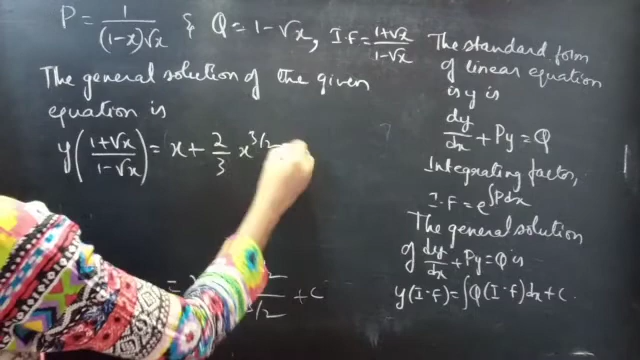 P = 1/((1-x)√x) & Q = 1-√x, I.F = (1+√x)/(1-√x)
The general solution of the given
equation is
y((1+√x)/(1-√x)) = x + 2/3 x^3/2
= + C
The standard form
of linear equation
is y is
dy/dx + Py = Q
Integrating factor,
I.F = e^∫Pdx
The general solution
of dy/dx + Py = Q is
y(I.F) = ∫Q(I.F)dx + C.